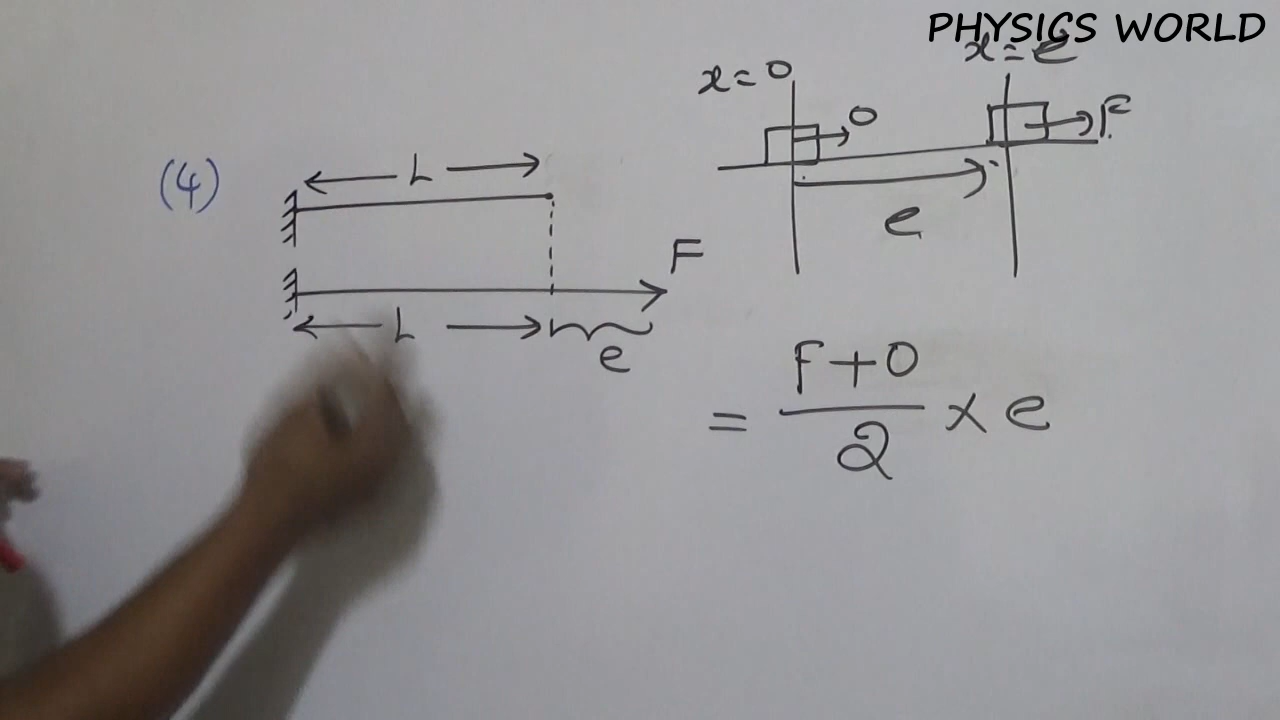 PHYSICS WORLD
x = 0
x = e
0
F
(4)
L
e
F
L
e
= F + 0 / 2 × e